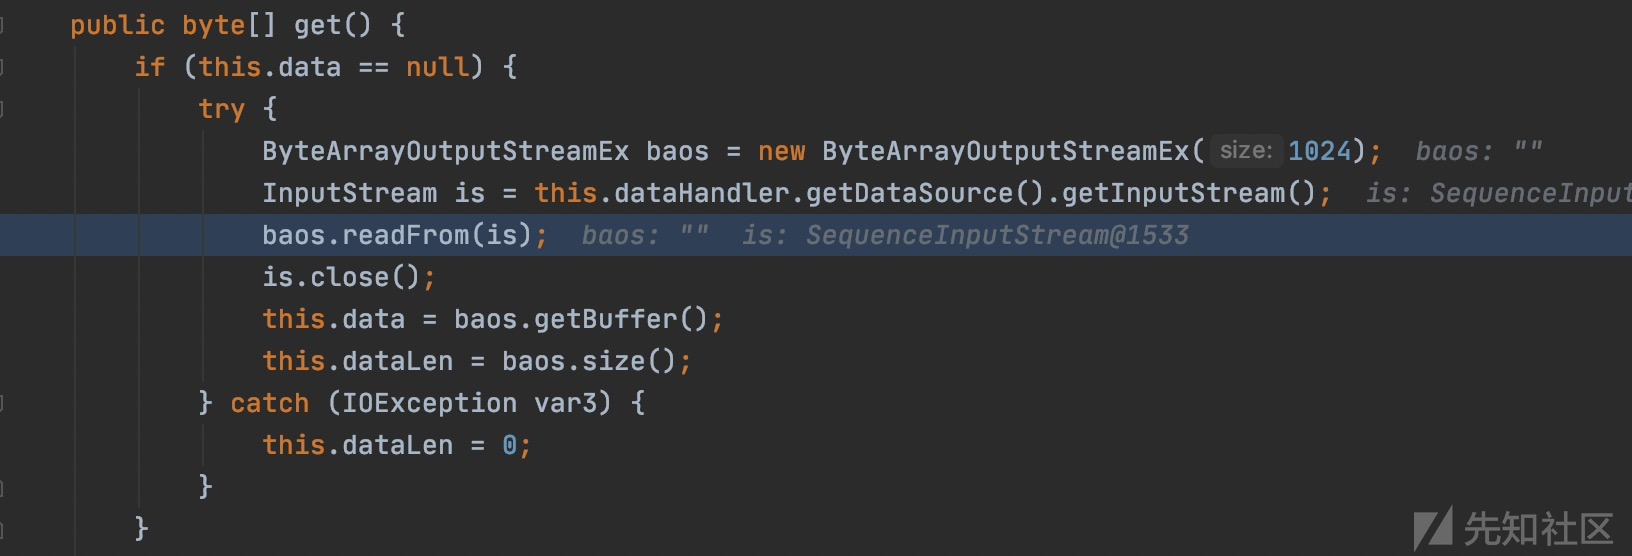 public byte[] get() {
if (this.data == null) {
try {
ByteArrayOutputStreamEx baos = new ByteArrayOutputStreamEx( size: 1024); baos: ""
InputStream is = this.dataHandler.getDataSource().getInputStream(); is: SequenceInput
baos.readFrom(is); baos: "" is: SequenceInputStream@1533
is.close();
this.data = baos.getBuffer();
this.dataLen = baos.size();
} catch (IOException var3) {
this.dataLen = 0;
}
}
先知社区